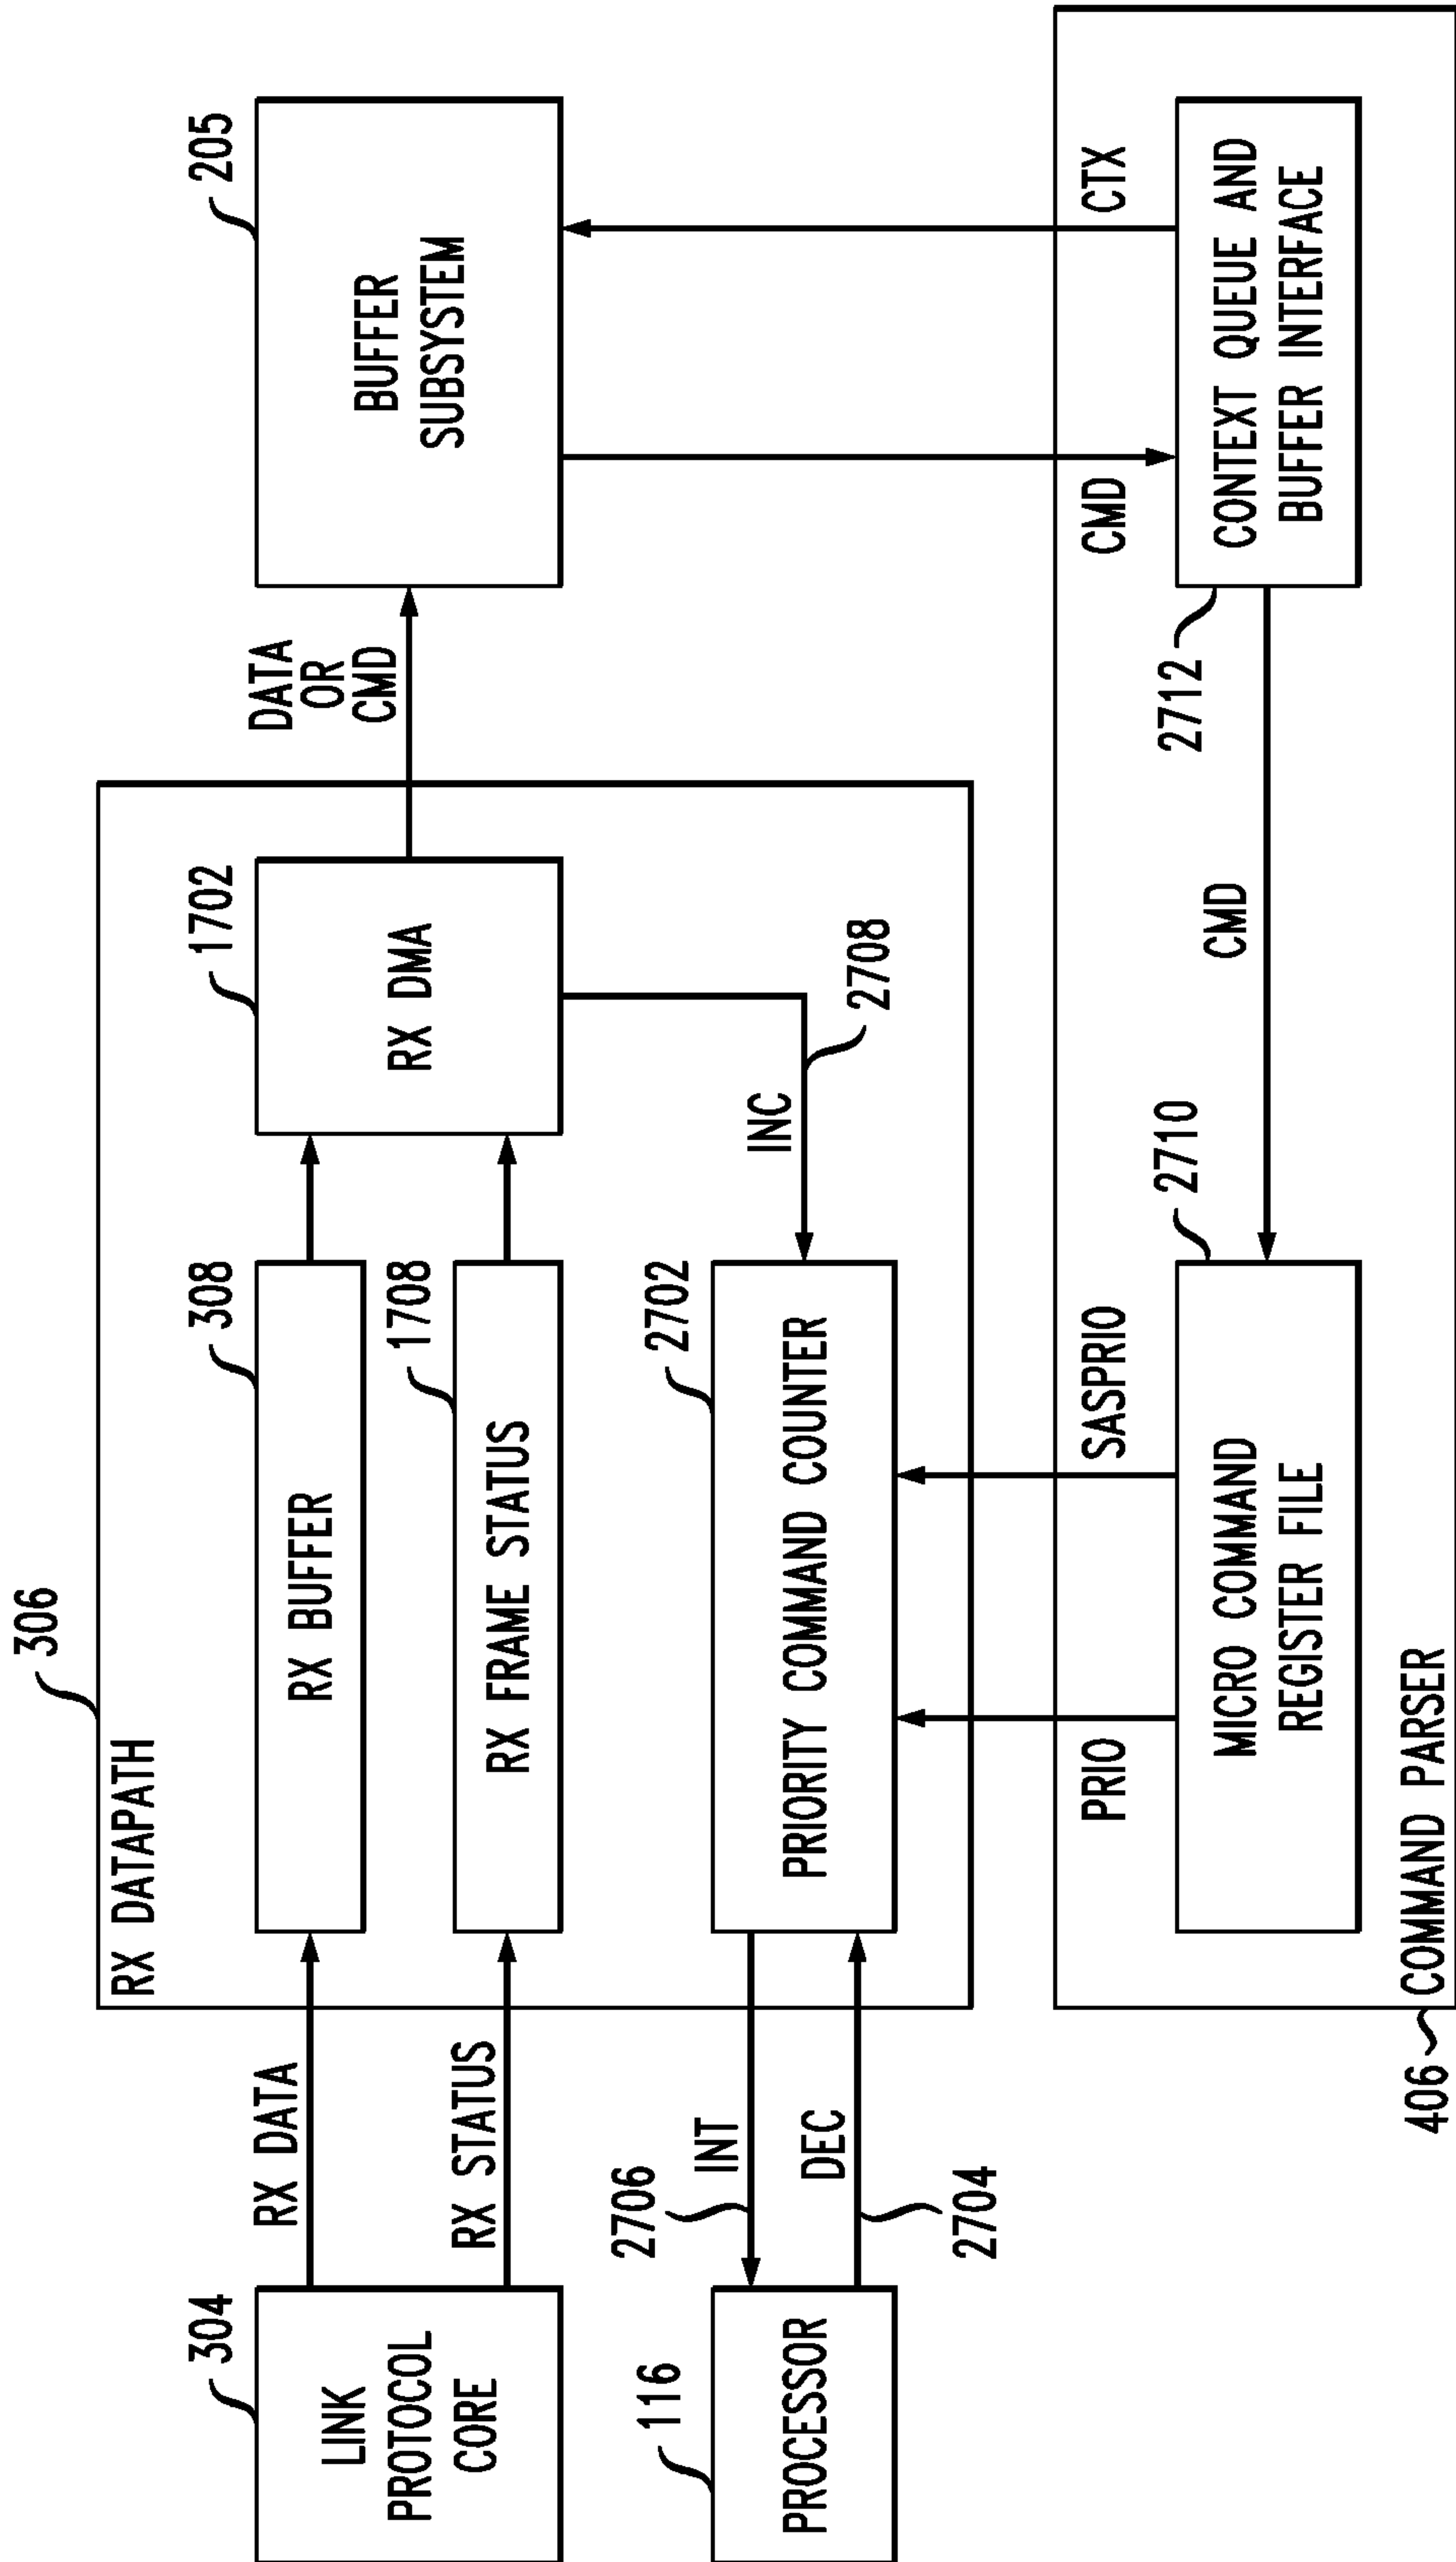 306
RX DATAPATH
304
LINK
PROTOCOL
CORE
RX DATA
RX STATUS
308
RX BUFFER
1708
RX FRAME STATUS
1702
RX DMA
DATA
OR
CMD
205
BUFFER
SUBSYSTEM
116
PROCESSOR
2706
INT
DEC
2704
2702
PRIORITY COMMAND COUNTER
INC
2708
PRIO
SASPRIO
CMD
CTX
2710
MICRO COMMAND
REGISTER FILE
CMD
2712
CONTEXT QUEUE AND
BUFFER INTERFACE
406
COMMAND PARSER